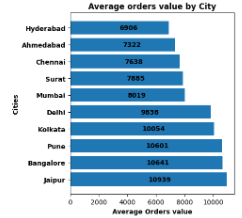 Average orders value by City
Hyderabad 6906
Ahmedabad 7322
Chennai 7638
Surat 7885
Mumbai 8019
Delhi 9838
Kolkata 10054
Pune 10601
Bangalore 10641
Jaipur 10939
Cities
0 2000 4000 6000 8000 10000
Average Orders value